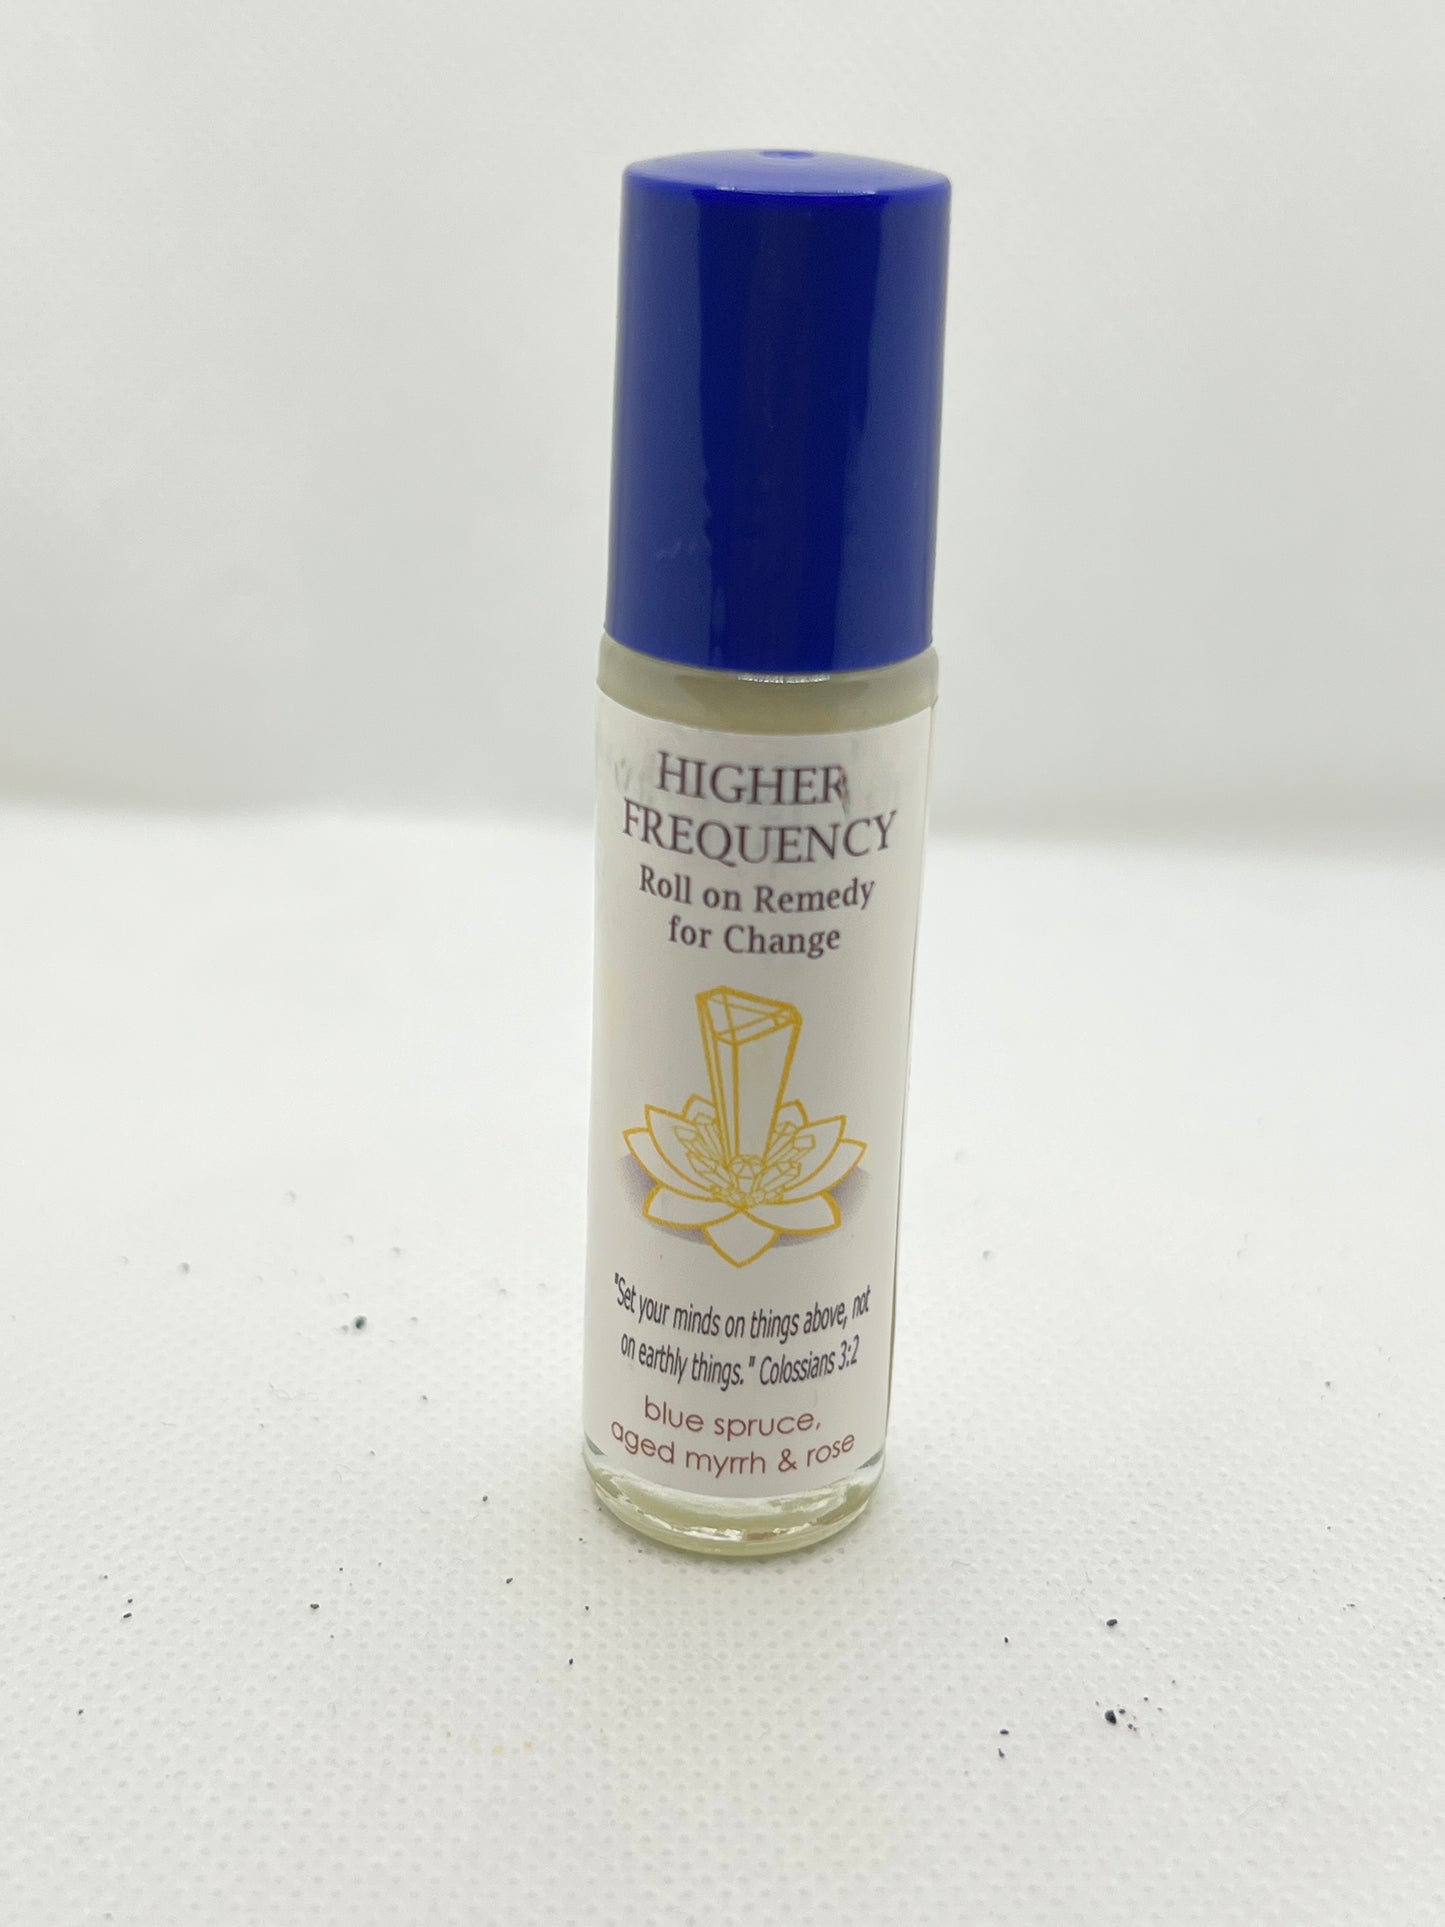 HIGHER
FREQUENCY
Roll on Remedy
for Change
"Set your minds on things above, not
on earthly things." Colossians 3:2
blue spruce,
aged myrrh & rose